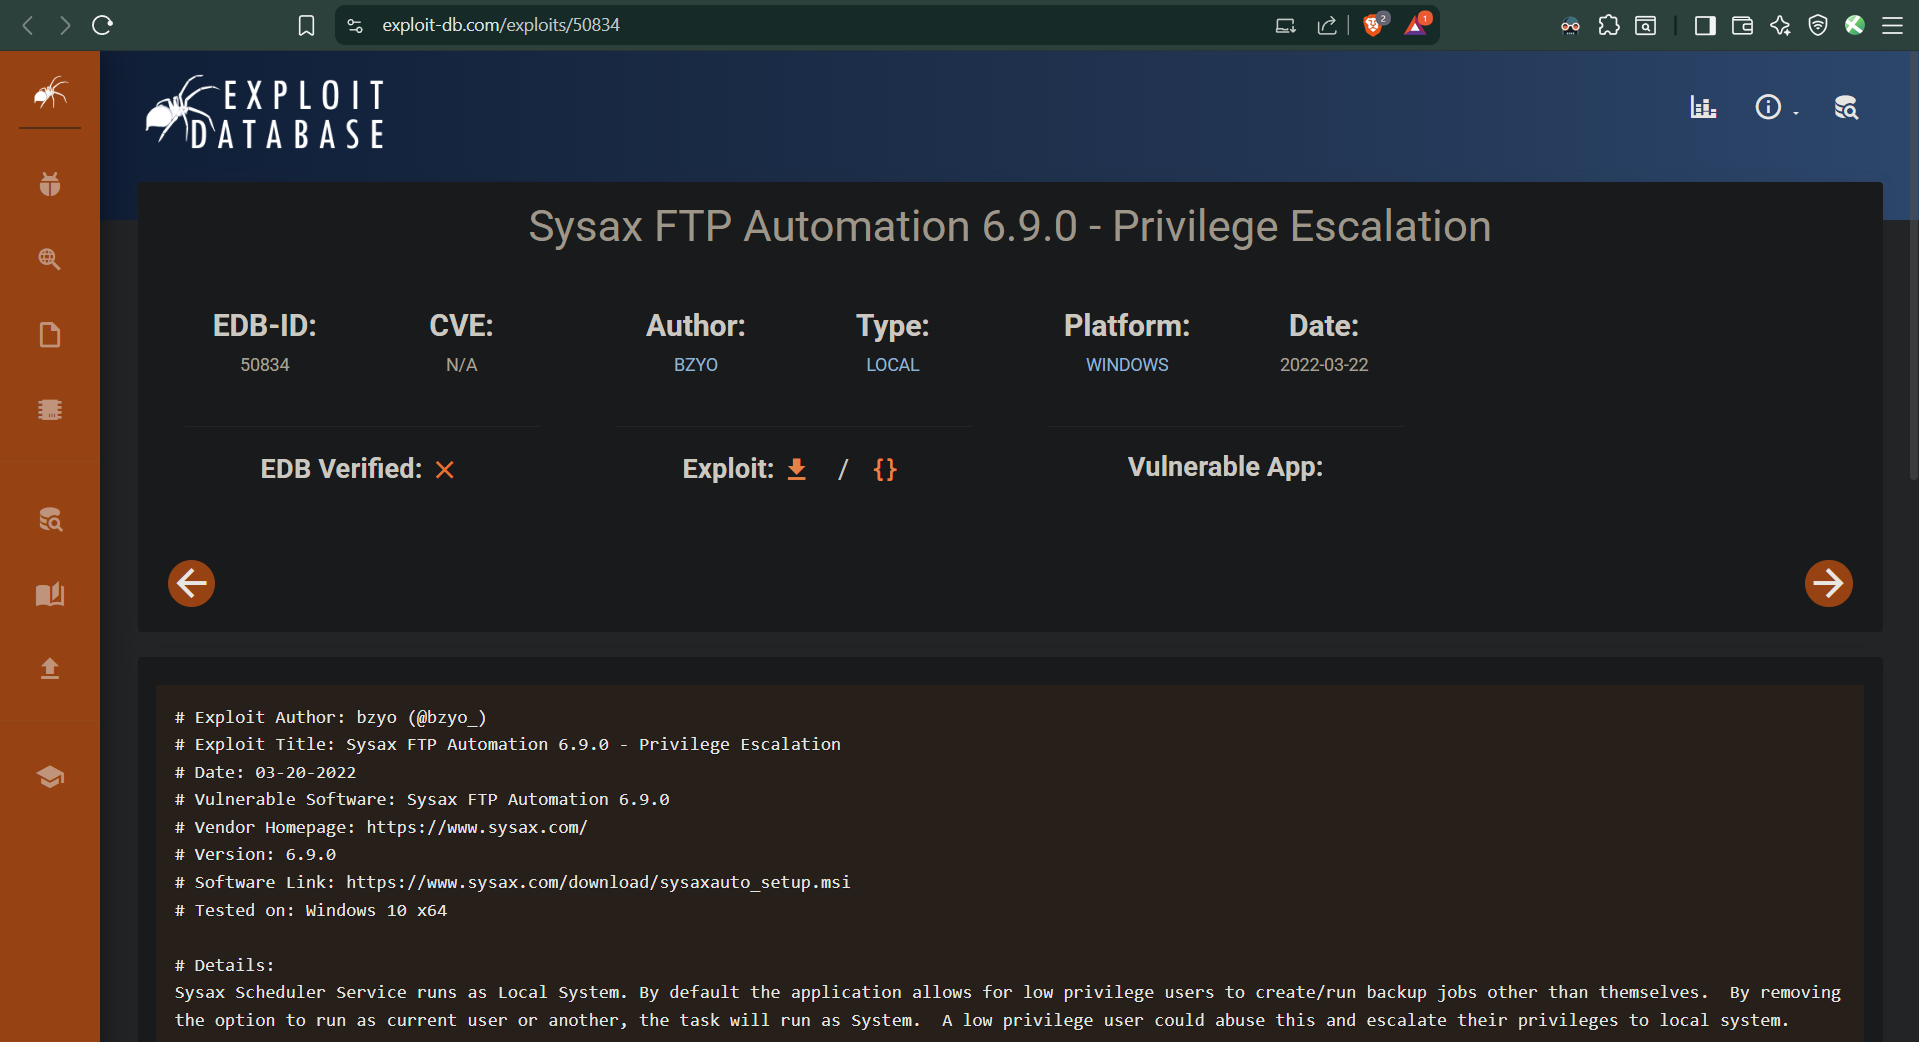 exploit-db.com/exploits/50834
2
1
EXPLOIT
DATABASE
Sysax FTP Automation 6.9.0 - Privilege Escalation
EDB-ID:
50834
CVE:
N/A
Author:
BZYO
Type:
LOCAL
Platform:
WINDOWS
Date:
2022-03-22
EDB Verified:
Exploit: / {}
Vulnerable App:
# Exploit Author: bzyo (@bzyo_)
# Exploit Title: Sysax FTP Automation 6.9.0 - Privilege Escalation
# Date: 03-20-2022
# Vulnerable Software: Sysax FTP Automation 6.9.0
# Vendor Homepage: https://www.sysax.com/
# Version: 6.9.0
# Software Link: https://www.sysax.com/download/sysaxauto_setup.msi
# Tested on: Windows 10 x64
# Details:
Sysax Scheduler Service runs as Local System. By default the application allows for low privilege users to create/run backup jobs other than themselves.  By removing
the option to run as current user or another, the task will run as System.  A low privilege user could abuse this and escalate their privileges to local system.